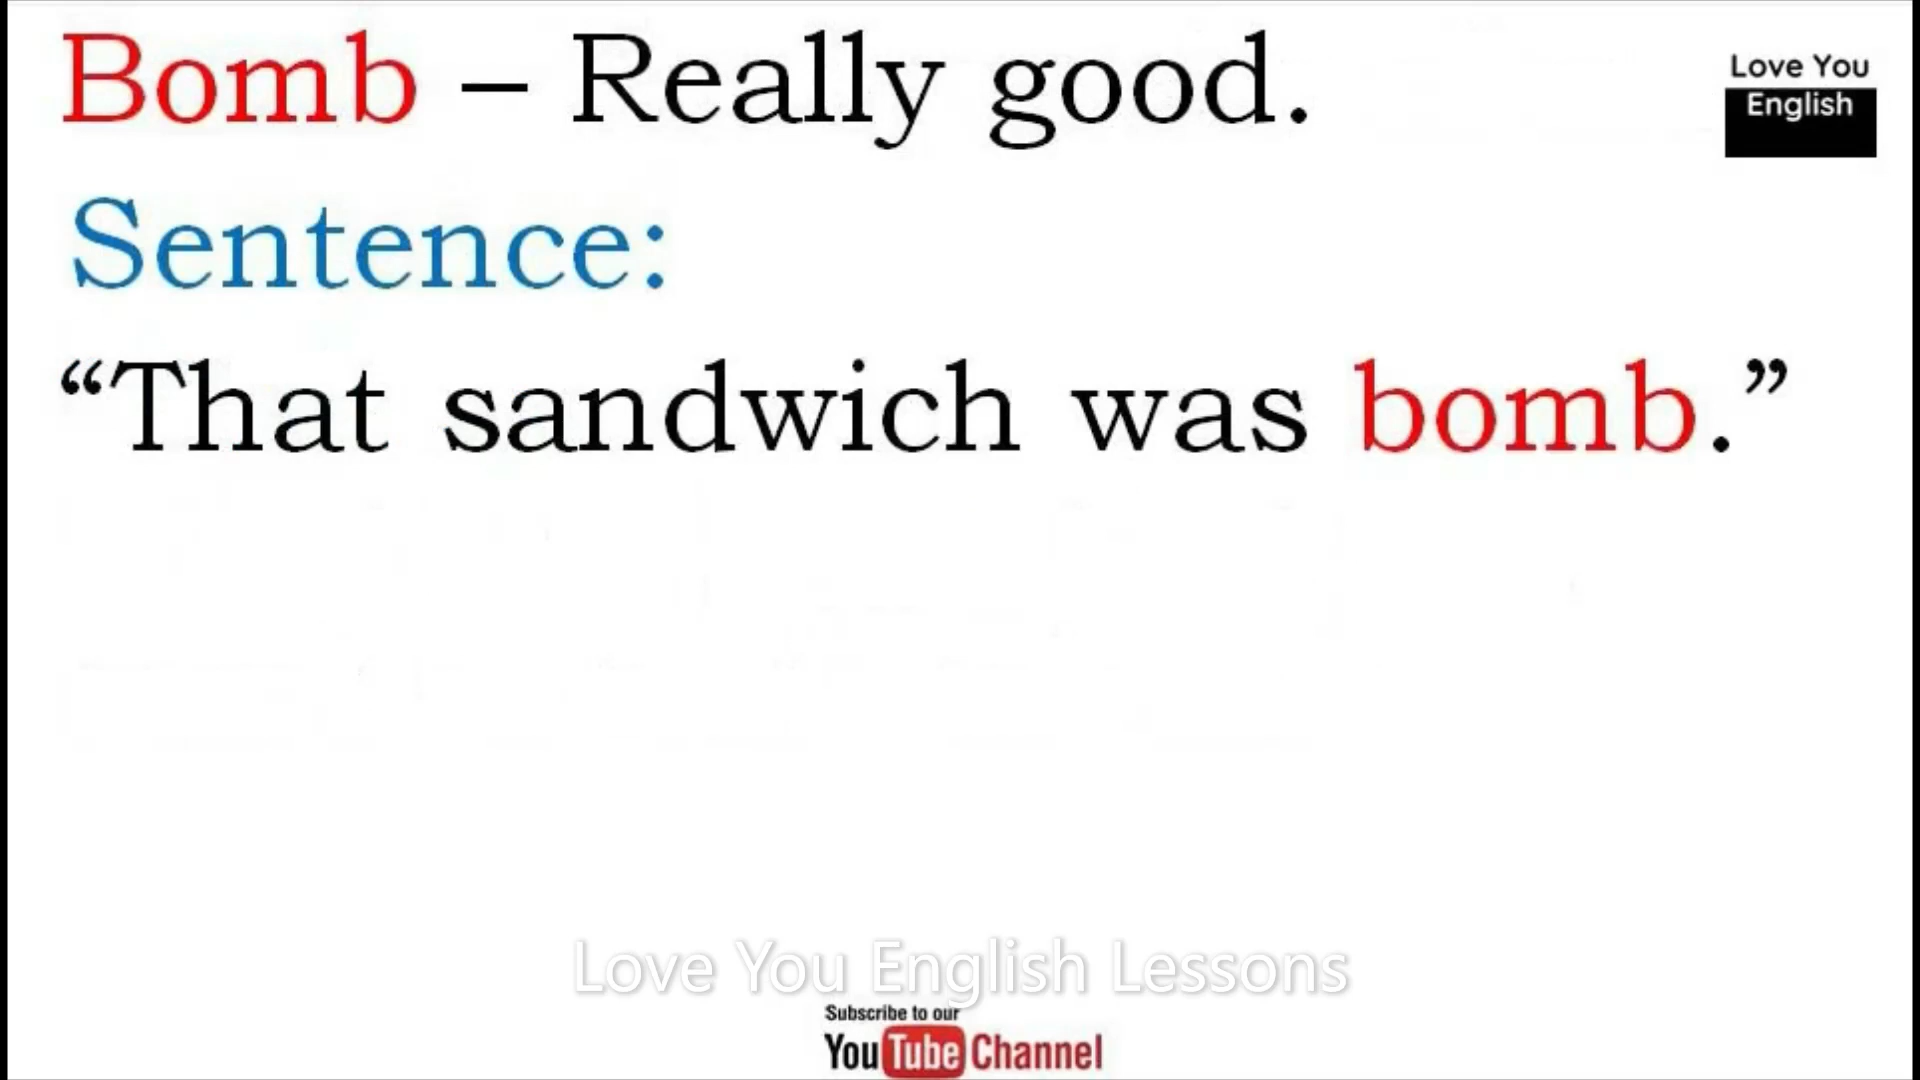 Bomb – Really good.
Love You
English
Sentence:
“That sandwich was bomb.”
Love You English Lessons
Subscribe to our
YouTube Channel